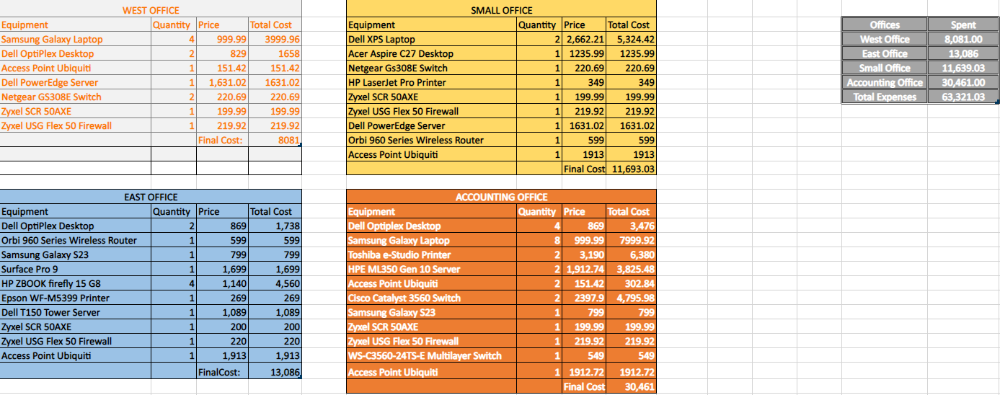 WEST OFFICE
Equipment Quantity Price Total Cost
Samsung Galaxy Laptop 4 999.99 3999.96
Dell OptiPlex Desktop 2 829 1658
Access Point Ubiquiti 1 151.42 151.42
Dell PowerEdge Server 1 1,631.02 1631.02
Netgear GS308E Switch 2 220.69 220.69
Zyxel SCR 50AXE 1 199.99 199.99
Zyxel USG Flex 50 Firewall 1 219.92 219.92
Final Cost: 8081
SMALL OFFICE
Equipment Quantity Price Total Cost
Dell XPS Laptop 2 2,662.21 5,324.42
Acer Aspire C27 Desktop 1 1235.99 1235.99
Netgear Gs308E Switch 1 220.69 220.69
HP LaserJet Pro Printer 1 349 349
Zyxel SCR 50AXE 1 199.99 199.99
Zyxel USG Flex 50 Firewall 1 219.92 219.92
Dell PowerEdge Server 1 1631.02 1631.02
Orbi 960 Series Wireless Router 1 599 599
Access Point Ubiquiti 1 1913 1913
Final Cost 11,693.03
Offices Spent
West Office 8,081.00
East Office 13,086
Small Office 11,639.03
Accounting Office 30,461.00
Total Expenses 63,321.03
EAST OFFICE
Equipment Quantity Price Total Cost
Dell OptiPlex Desktop 2 869 1,738
Orbi 960 Series Wireless Router 1 599 599
Samsung Galaxy S23 1 799 799
Surface Pro 9 1 1,699 1,699
HP ZBOOK firefly 15 G8 4 1,140 4,560
Epson WF-M5399 Printer 1 269 269
Dell T150 Tower Server 1 1,089 1,089
Zyxel SCR 50AXE 1 200 200
Zyxel USG Flex 50 Firewall 1 220 220
Access Point Ubiquiti 1 1,913 1,913
FinalCost: 13,086
ACCOUNTING OFFICE
Equipment Quantity Price Total Cost
Dell Optiplex Desktop 4 869 3,476
Samsung Galaxy Laptop 8 999.99 7999.92
Toshiba e-Studio Printer 2 3,190 6,380
HPE ML350 Gen 10 Server 2 1,912.74 3,825.48
Access Point Ubiquiti 2 151.42 302.84
Cisco Catalyst 3560 Switch 2 2397.9 4,795.98
Samsung Galaxy S23 1 799 799
Zyxel SCR 50AXE 1 199.99 199.99
Zyxel USG Flex 50 Firewall 1 219.92 219.92
WS-C3560-24TS-E Multilayer Switch 1 549 549
Access Point Ubiquiti 1 1912.72 1912.72
Final Cost 30,461